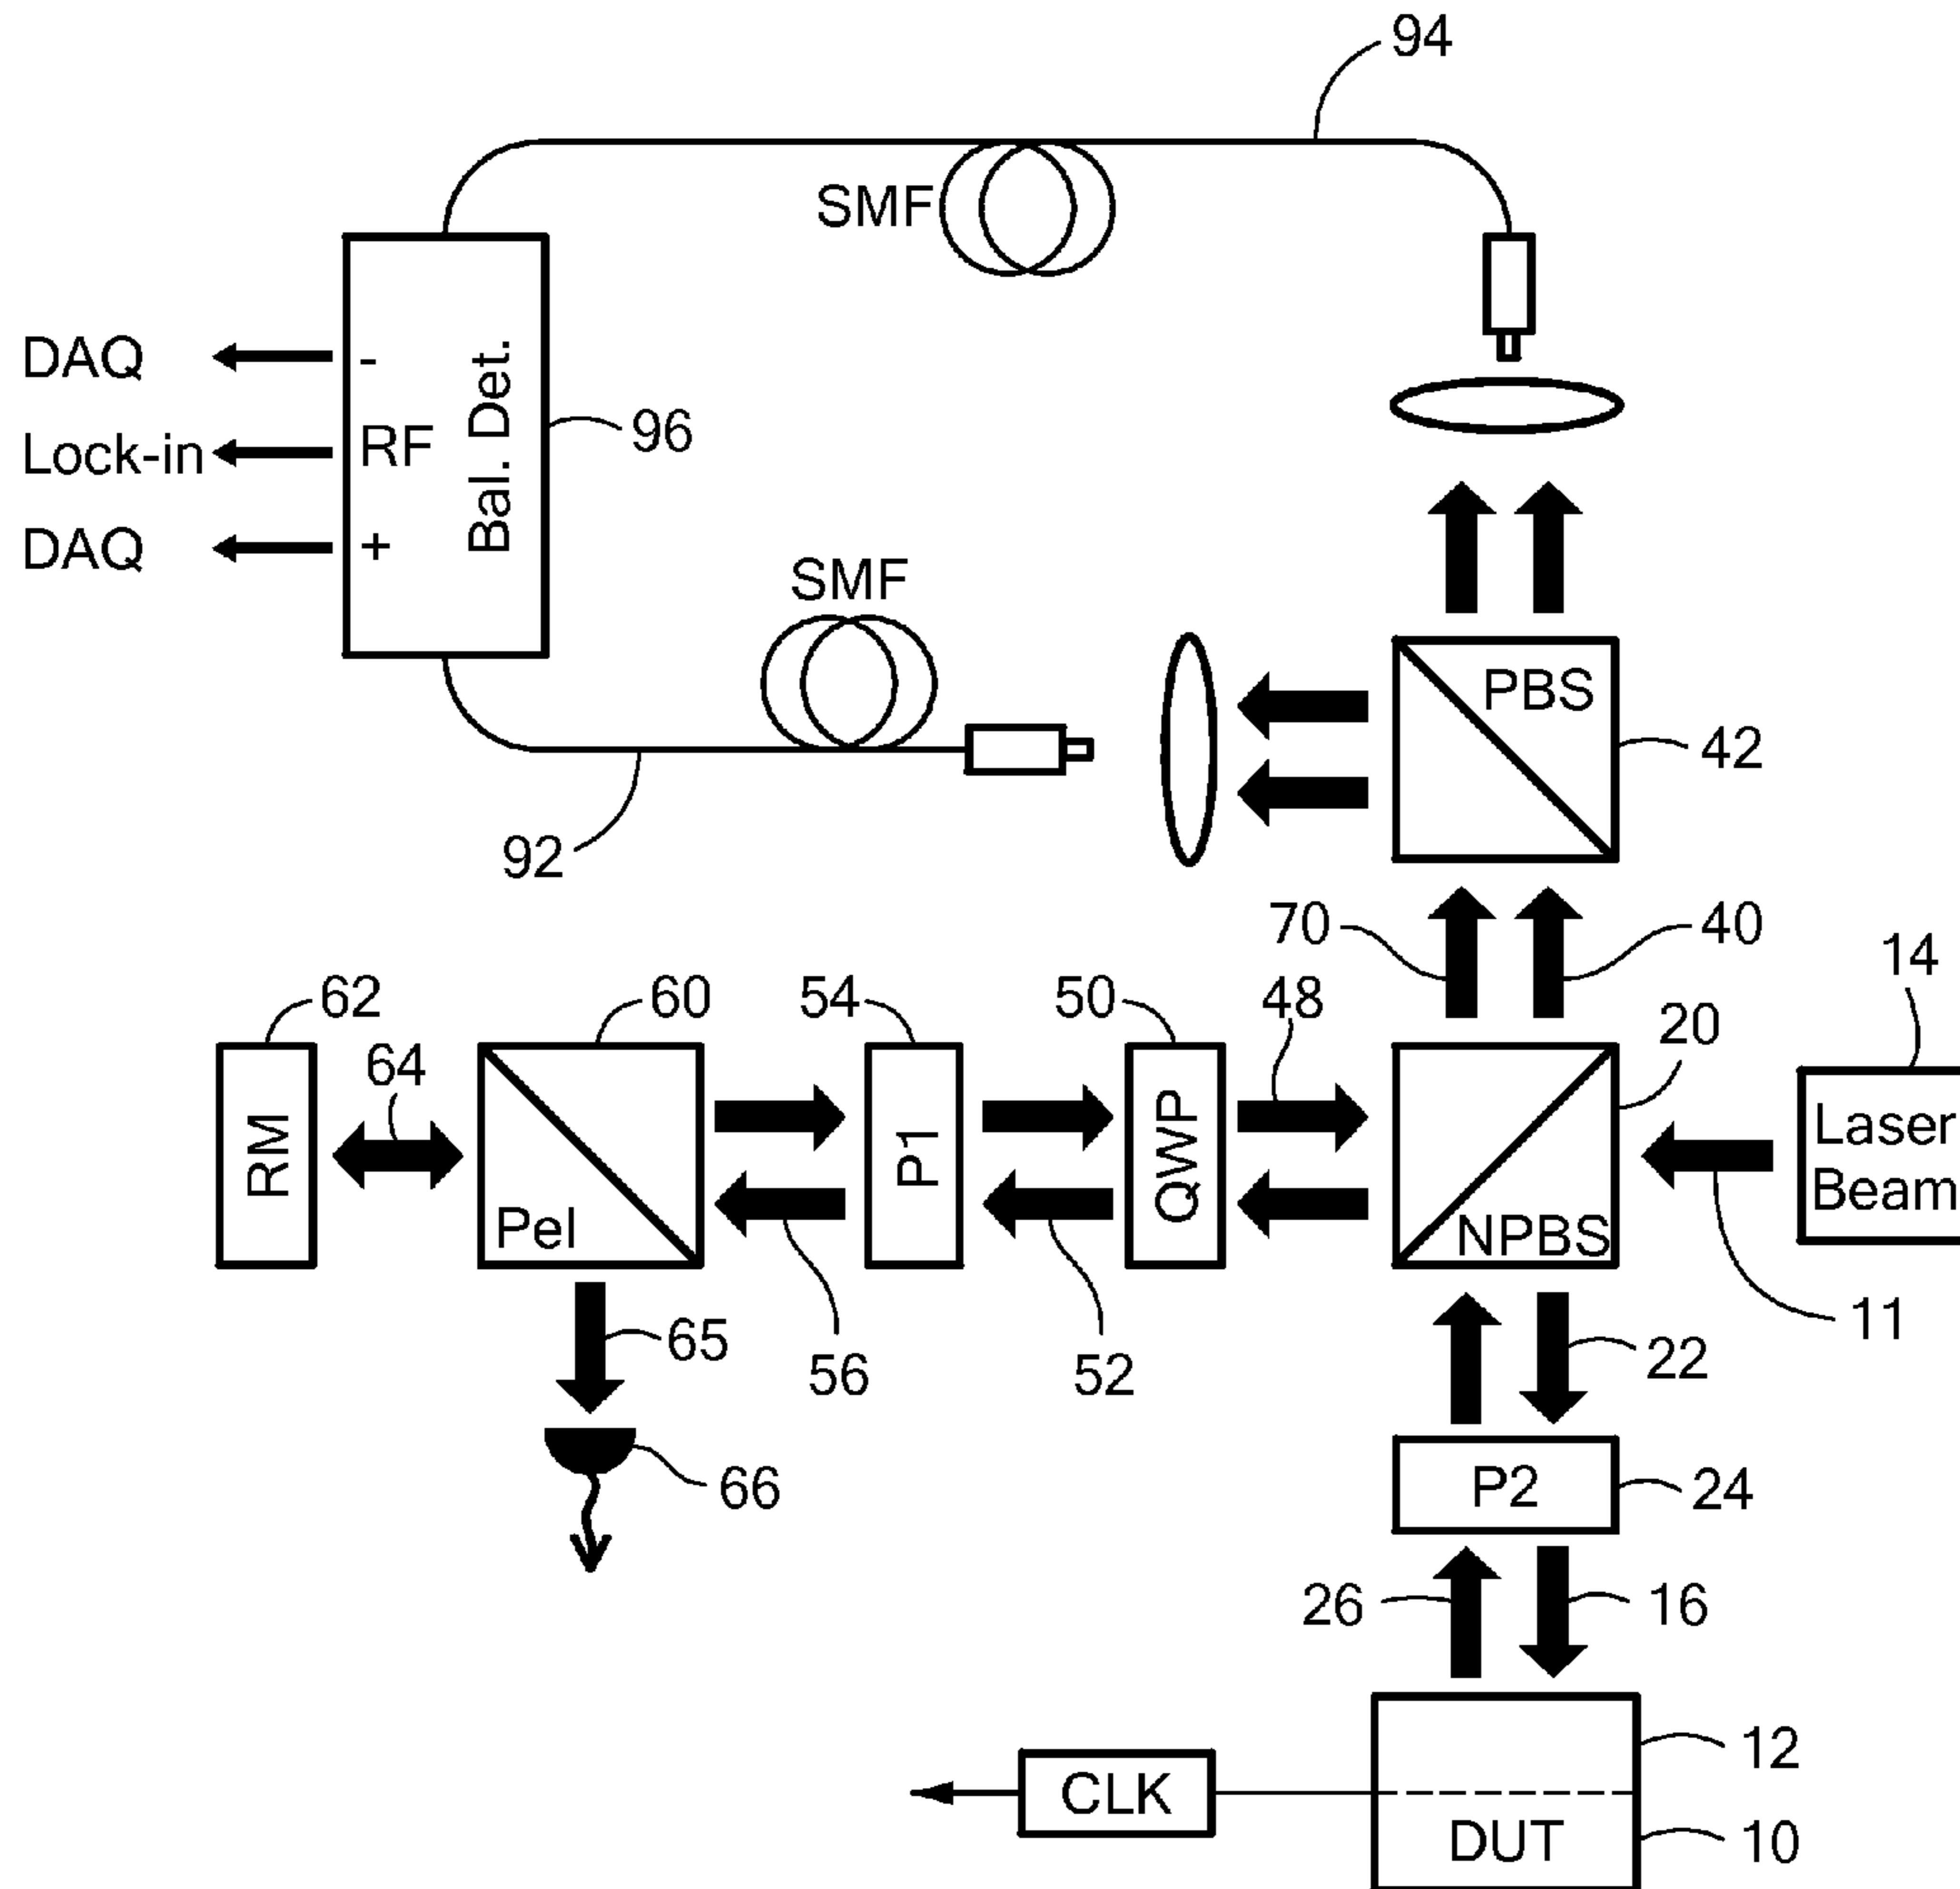 94
SMF
DAQ
-
Lock-in
RF
Bal. Det.
96
DAQ
+
SMF
PBS
42
92
70
40
14
62
60
54
50
48
20
64
RM
Pel
P1
QWP
NPBS
Laser
Beam
11
65
56
52
22
66
P2
24
26
16
CLK
12
DUT
10